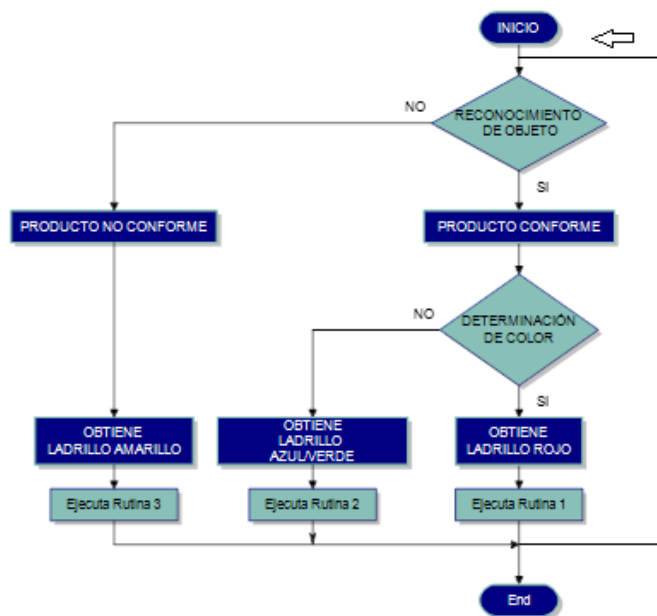 INICIO
NO
RECONOCIMIENTO
DE OBJETO
SI
PRODUCTO NO CONFORME
PRODUCTO CONFORME
NO
DETERMINACIÓN
DE COLOR
SI
OBTIENE
LADRILLO AMARILLO
OBTIENE
LADRILLO
AZUL/VERDE
OBTIENE
LADRILLO ROJO
Ejecuta Rutina 3
Ejecuta Rutina 2
Ejecuta Rutina 1
End